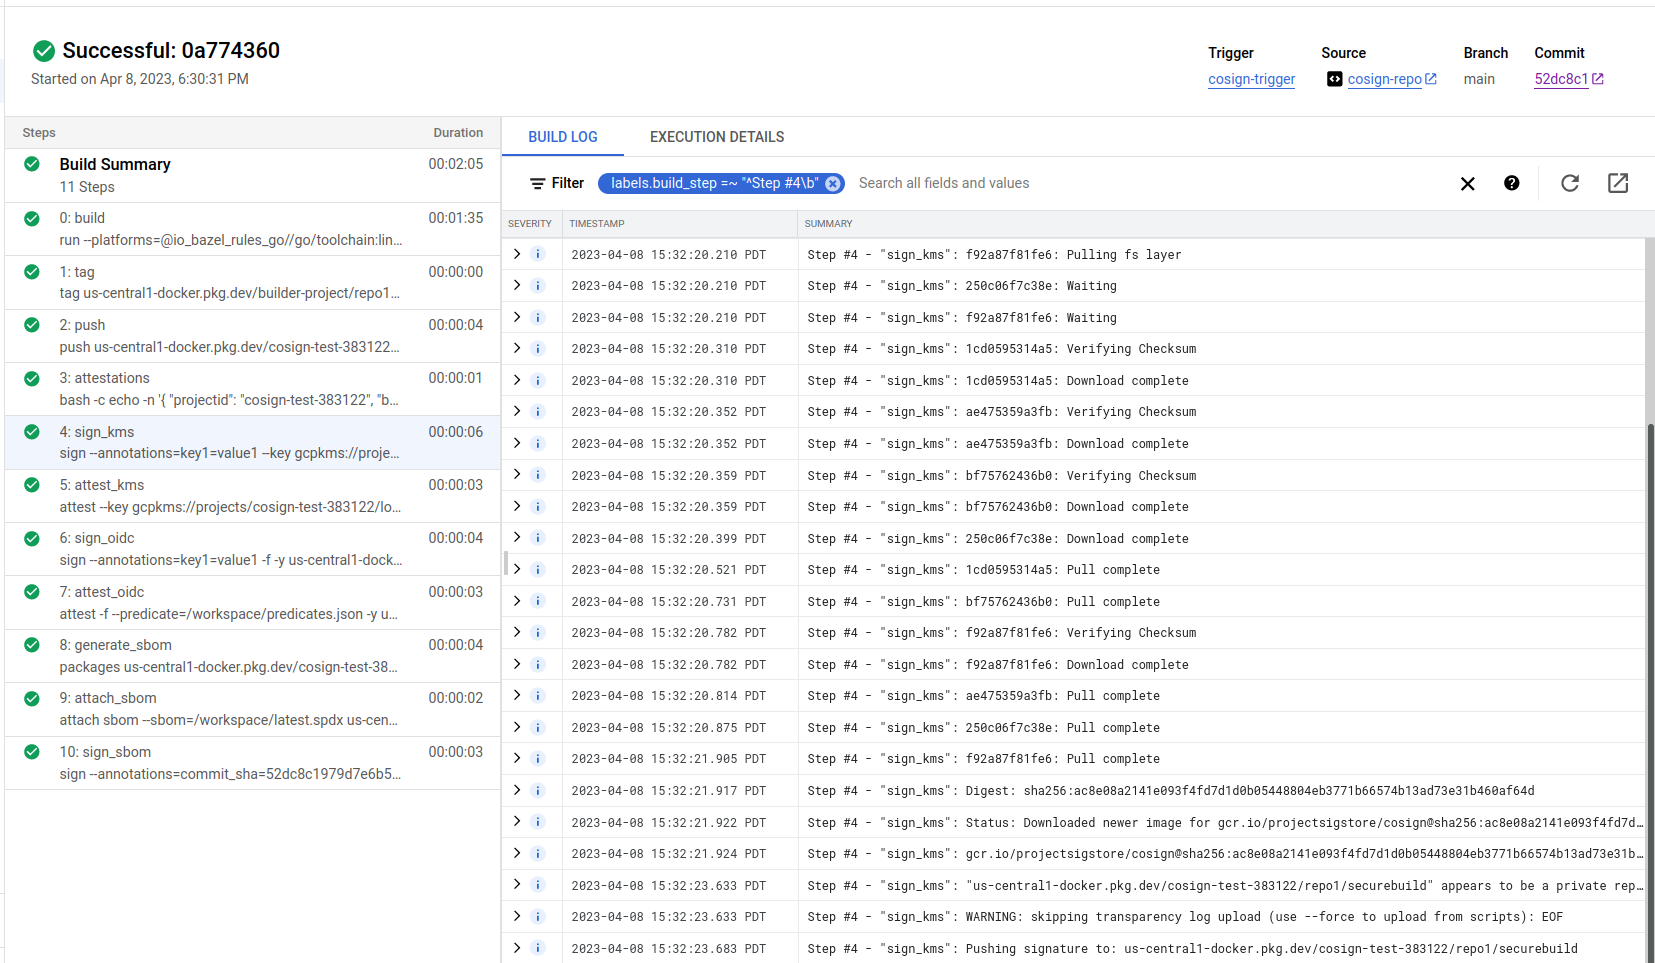 Successful: 0a774360
Started on Apr 8, 2023, 6:30:31 PM
Trigger
cosign-trigger
Source
cosign-repo
Branch
main
Commit
52dc8c1
Steps Duration
Build Summary 00:02:05
11 Steps
0: build 00:01:35
run --platforms=@io_bazel_rules_go//go/toolchain:lin…
1: tag 00:00:00
tag us-central1-docker.pkg.dev/builder-project/repo1…
2: push 00:00:04
push us-central1-docker.pkg.dev/cosign-test-383122…
3: attestations 00:00:01
bash -c echo -n '{ "projectid": "cosign-test-383122", "b…
4: sign_kms 00:00:06
sign --annotations=key1=value1 --key gcpkms://proje…
5: attest_kms 00:00:03
attest --key gcpkms://projects/cosign-test-383122/lo…
6: sign_oidc 00:00:04
sign --annotations=key1=value1 -f -y us-central1-dock…
7: attest_oidc 00:00:03
attest -f --predicate=/workspace/predicates.json -y u…
8: generate_sbom 00:00:04
packages us-central1-docker.pkg.dev/cosign-test-38…
9: attach_sbom 00:00:02
attach sbom --sbom=/workspace/latest.spdx us-cen…
10: sign_sbom 00:00:03
sign --annotations=commit_sha=52dc8c1979d7e6b5…
BUILD LOG EXECUTION DETAILS
Filter labels.build_step =~ "^Step #4\b" Search all fields and values
SEVERITY TIMESTAMP SUMMARY
2023-04-08 15:32:20.210 PDT Step #4 - "sign_kms": f92a87f81fe6: Pulling fs layer
2023-04-08 15:32:20.210 PDT Step #4 - "sign_kms": 250c06f7c38e: Waiting
2023-04-08 15:32:20.210 PDT Step #4 - "sign_kms": f92a87f81fe6: Waiting
2023-04-08 15:32:20.310 PDT Step #4 - "sign_kms": 1cd0595314a5: Verifying Checksum
2023-04-08 15:32:20.310 PDT Step #4 - "sign_kms": 1cd0595314a5: Download complete
2023-04-08 15:32:20.352 PDT Step #4 - "sign_kms": ae475359a3fb: Verifying Checksum
2023-04-08 15:32:20.352 PDT Step #4 - "sign_kms": ae475359a3fb: Download complete
2023-04-08 15:32:20.359 PDT Step #4 - "sign_kms": bf75762436b0: Verifying Checksum
2023-04-08 15:32:20.359 PDT Step #4 - "sign_kms": bf75762436b0: Download complete
2023-04-08 15:32:20.399 PDT Step #4 - "sign_kms": 250c06f7c38e: Download complete
2023-04-08 15:32:20.521 PDT Step #4 - "sign_kms": 1cd0595314a5: Pull complete
2023-04-08 15:32:20.731 PDT Step #4 - "sign_kms": bf75762436b0: Pull complete
2023-04-08 15:32:20.782 PDT Step #4 - "sign_kms": f92a87f81fe6: Verifying Checksum
2023-04-08 15:32:20.782 PDT Step #4 - "sign_kms": f92a87f81fe6: Download complete
2023-04-08 15:32:20.814 PDT Step #4 - "sign_kms": ae475359a3fb: Pull complete
2023-04-08 15:32:20.875 PDT Step #4 - "sign_kms": 250c06f7c38e: Pull complete
2023-04-08 15:32:21.905 PDT Step #4 - "sign_kms": f92a87f81fe6: Pull complete
2023-04-08 15:32:21.917 PDT Step #4 - "sign_kms": Digest: sha256:ac8e08a2141e093f4fd7d1d0b05448804eb3771b66574b13ad73e31b460af64d
2023-04-08 15:32:21.922 PDT Step #4 - "sign_kms": Status: Downloaded newer image for gcr.io/projectsigstore/cosign@sha256:ac8e08a2141e093f4fd7d…
2023-04-08 15:32:21.924 PDT Step #4 - "sign_kms": gcr.io/projectsigstore/cosign@sha256:ac8e08a2141e093f4fd7d1d0b05448804eb3771b66574b13ad73e31b…
2023-04-08 15:32:23.633 PDT Step #4 - "sign_kms": "us-central1-docker.pkg.dev/cosign-test-383122/repo1/securebuild" appears to be a private rep…
2023-04-08 15:32:23.633 PDT Step #4 - "sign_kms": WARNING: skipping transparency log upload (use --force to upload from scripts): EOF
2023-04-08 15:32:23.683 PDT Step #4 - "sign_kms": Pushing signature to: us-central1-docker.pkg.dev/cosign-test-383122/repo1/securebuild